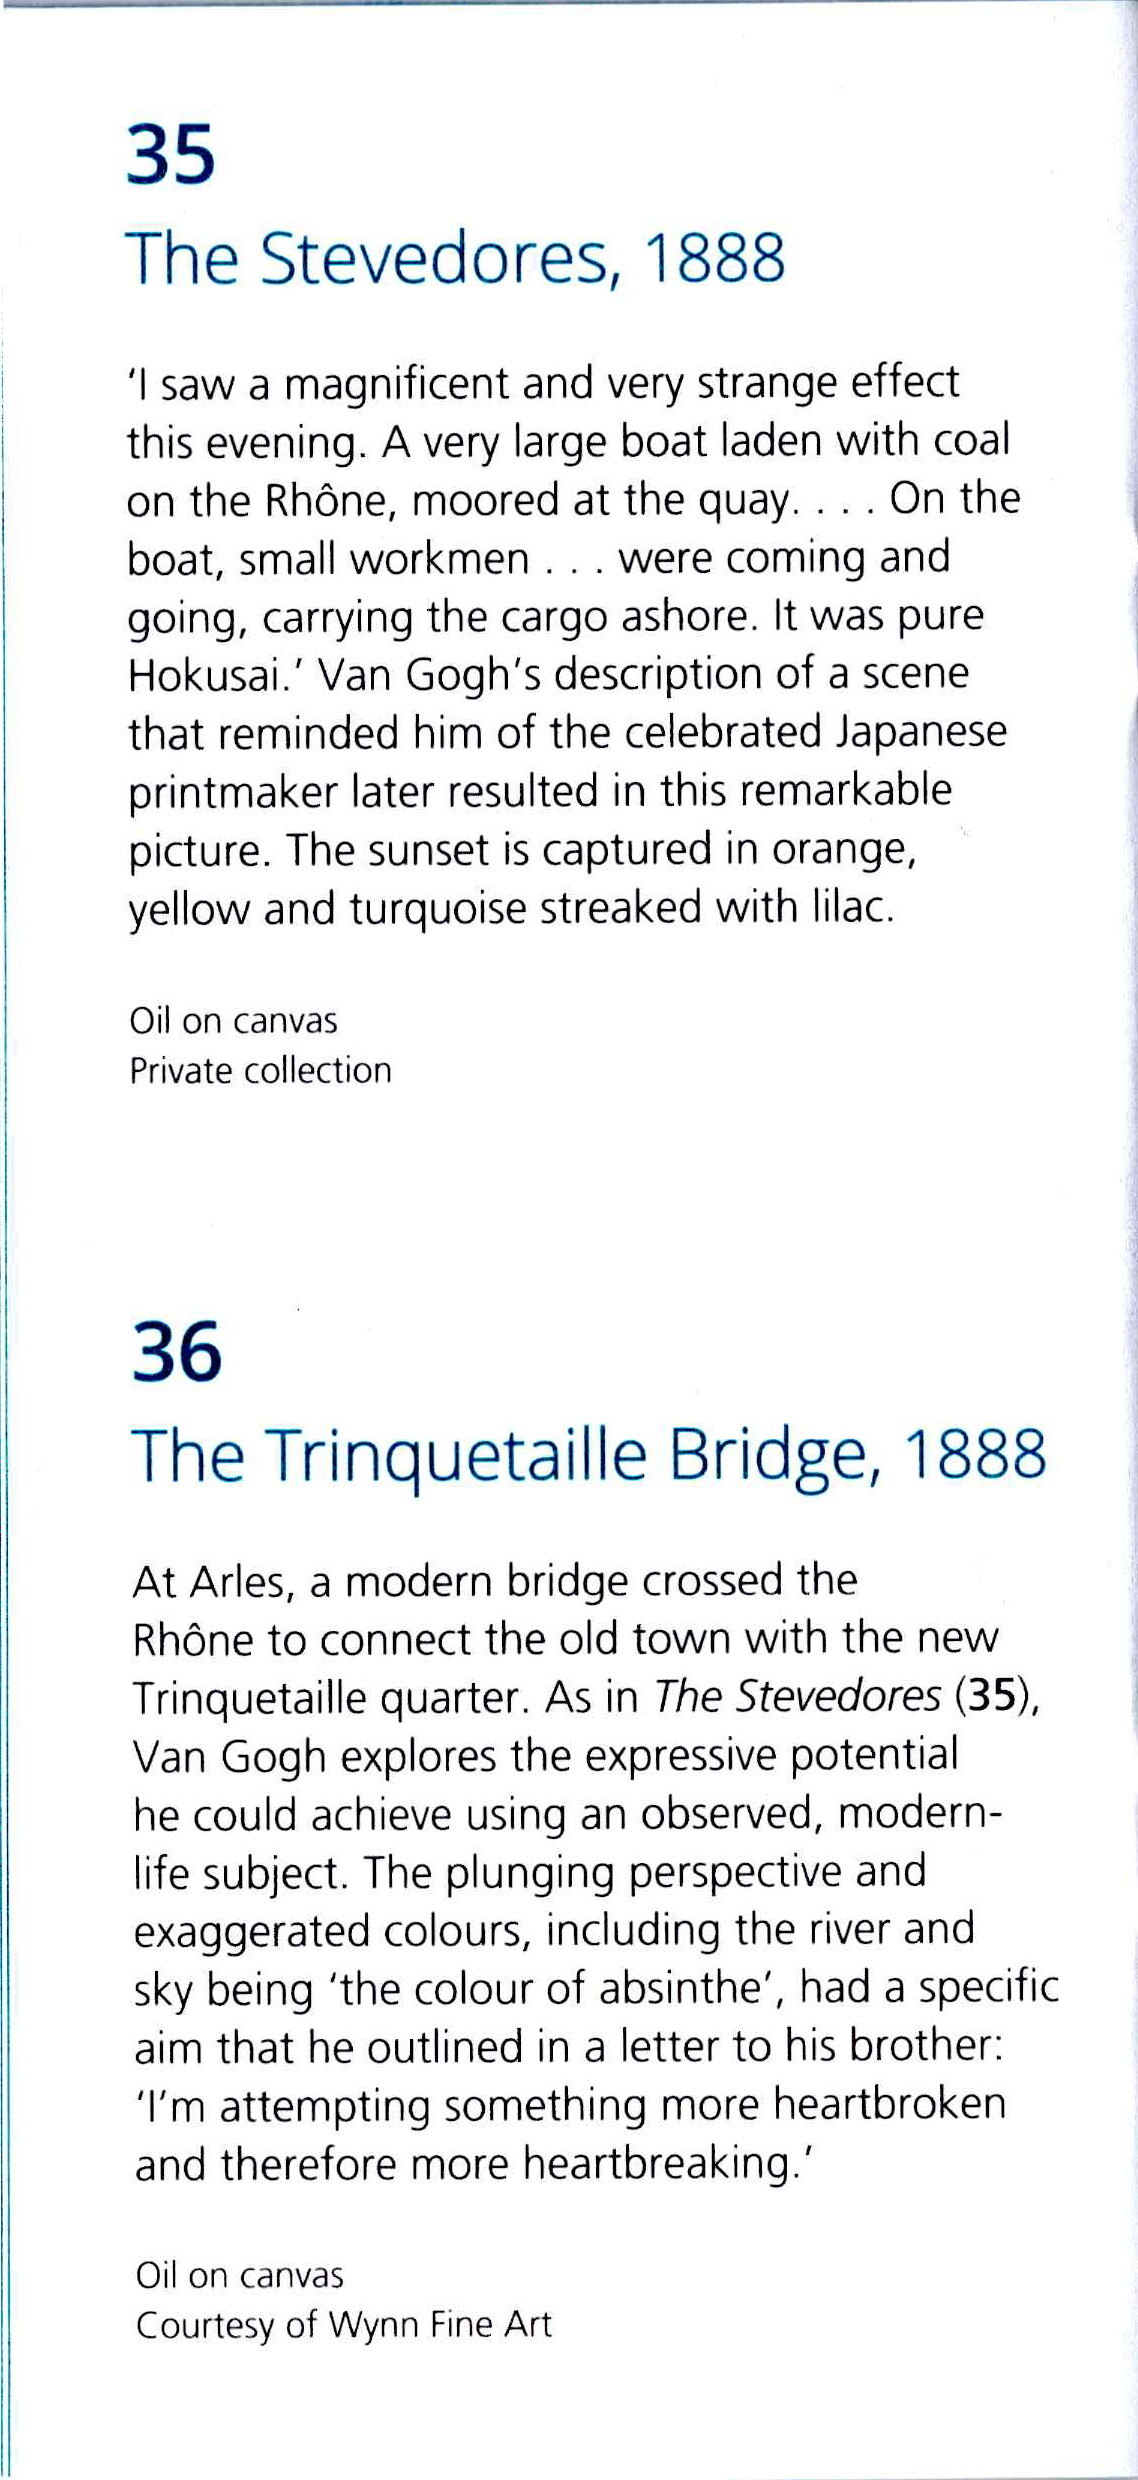 35
The Stevedores, 1888
‘I saw a magnificent and very strange effect
this evening. A very large boat laden with coal
on the Rhône, moored at the quay. . . . On the
boat, small workmen . . . were coming and
going, carrying the cargo ashore. It was pure
Hokusai.’ Van Gogh’s description of a scene
that reminded him of the celebrated Japanese
printmaker later resulted in this remarkable
picture. The sunset is captured in orange,
yellow and turquoise streaked with lilac.
Oil on canvas
Private collection
36
The Trinquetaille Bridge, 1888
At Arles, a modern bridge crossed the
Rhône to connect the old town with the new
Trinquetaille quarter. As in The Stevedores (35),
Van Gogh explores the expressive potential
he could achieve using an observed, modern-
life subject. The plunging perspective and
exaggerated colours, including the river and
sky being ‘the colour of absinthe’, had a specific
aim that he outlined in a letter to his brother:
‘I’m attempting something more heartbroken
and therefore more heartbreaking.’
Oil on canvas
Courtesy of Wynn Fine Art